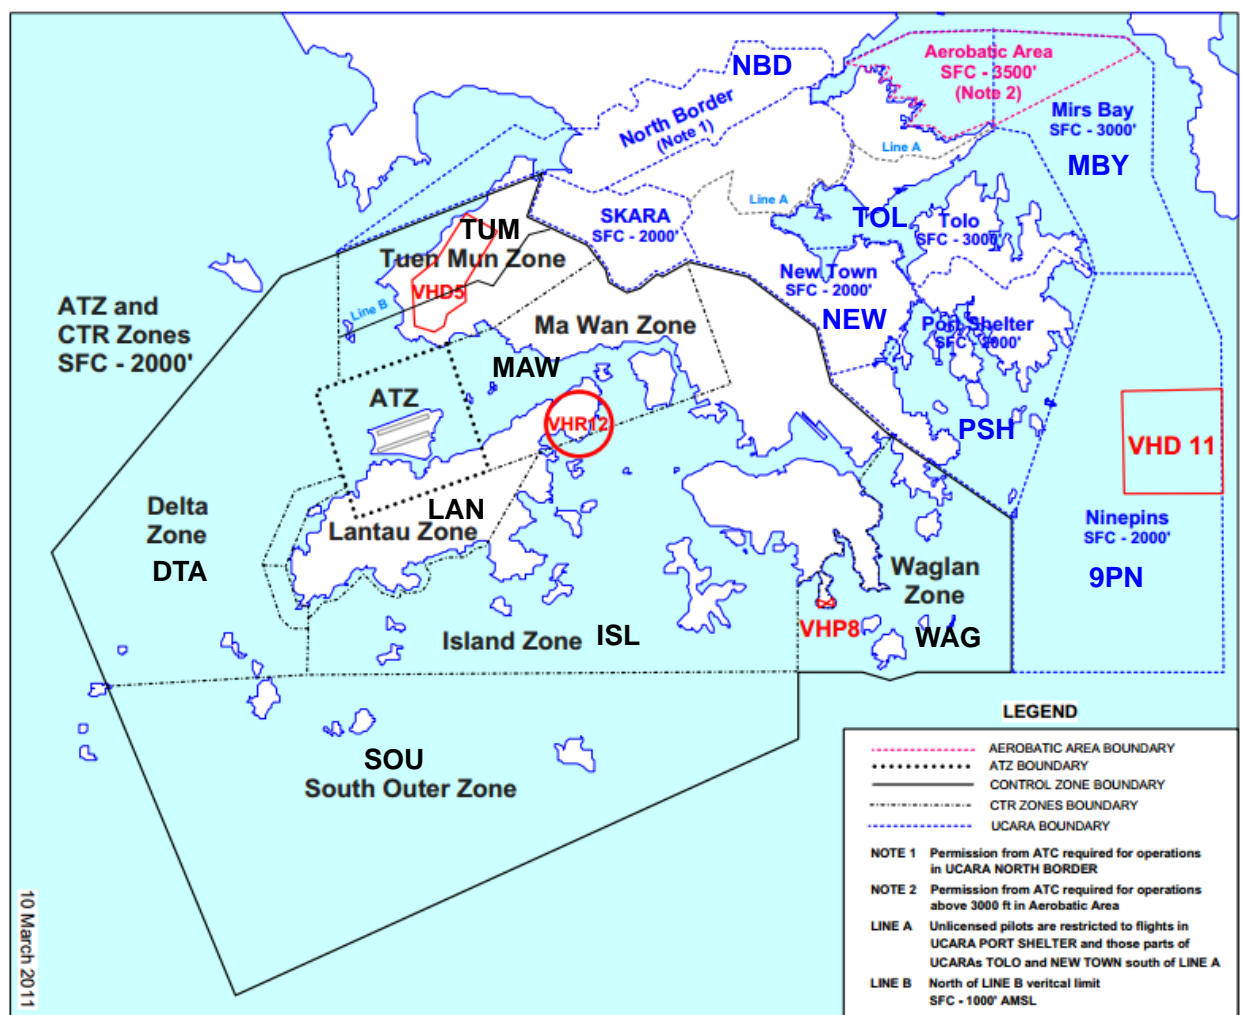 NBD
Aerobatic Area
SFC - 3500'
(Note 2)
North Border
(Note 1)
Mirs Bay
SFC - 3000'
MBY
Line A
Line A
SKARA
SFC - 2000'
TOL
Tolo
SFC - 3000'
TUM
Tuen Mun Zone
VHD5
Line B
New Town
SFC - 2000'
NEW
ATZ and
CTR Zones
SFC - 2000'
Ma Wan Zone
MAW
Port Shelter
SFC - 2000'
PSH
ATZ
VHR12
VHD 11
Delta
Zone
DTA
LAN
Lantau Zone
Ninepins
SFC - 2000'
9PN
Waglan
Zone
WAG
VHP8
Island Zone
ISL
SOU
South Outer Zone
LEGEND
AEROBATIC AREA BOUNDARY
ATZ BOUNDARY
CONTROL ZONE BOUNDARY
CTR ZONES BOUNDARY
UCARA BOUNDARY
NOTE 1 Permission from ATC required for operations
in UCARA NORTH BORDER
NOTE 2 Permission from ATC required for operations
above 3000 ft in Aerobatic Area
LINE A Unlicensed pilots are restricted to flights in
UCARA PORT SHELTER and those parts of
UCARAs TOLO and NEW TOWN south of LINE A
LINE B North of LINE B veritcal limit
SFC - 1000' AMSL
10 March 2011